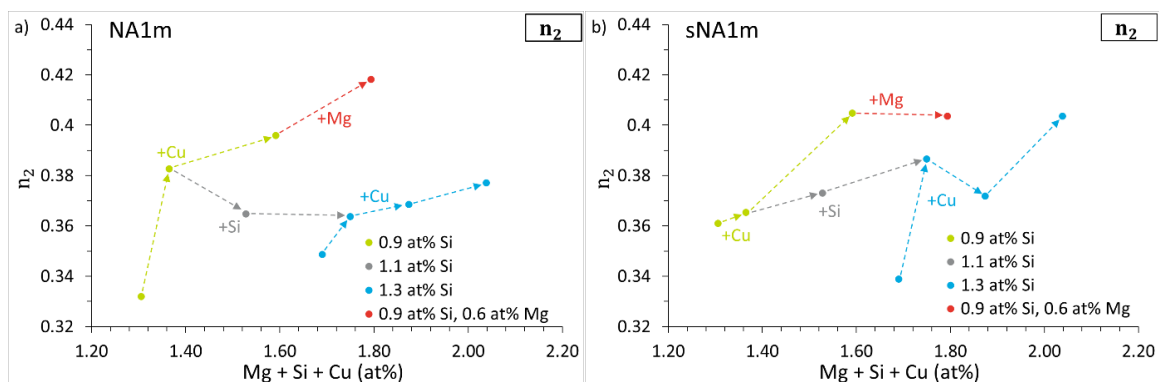 a) NA1m
n₂
0.44
0.42
0.4
0.38
0.36
0.34
0.32
n₂
+Mg
+Cu
+Si
+Cu
0.9 at% Si
1.1 at% Si
1.3 at% Si
0.9 at% Si, 0.6 at% Mg
1.20 1.40 1.60 1.80 2.00 2.20
Mg + Si + Cu (at%)
b) sNA1m
n₂
0.44
0.42
0.4
0.38
0.36
0.34
0.32
n₂
+Mg
+Cu
+Si
+Cu
0.9 at% Si
1.1 at% Si
1.3 at% Si
0.9 at% Si, 0.6 at% Mg
1.20 1.40 1.60 1.80 2.00 2.20
Mg + Si + Cu (at%)